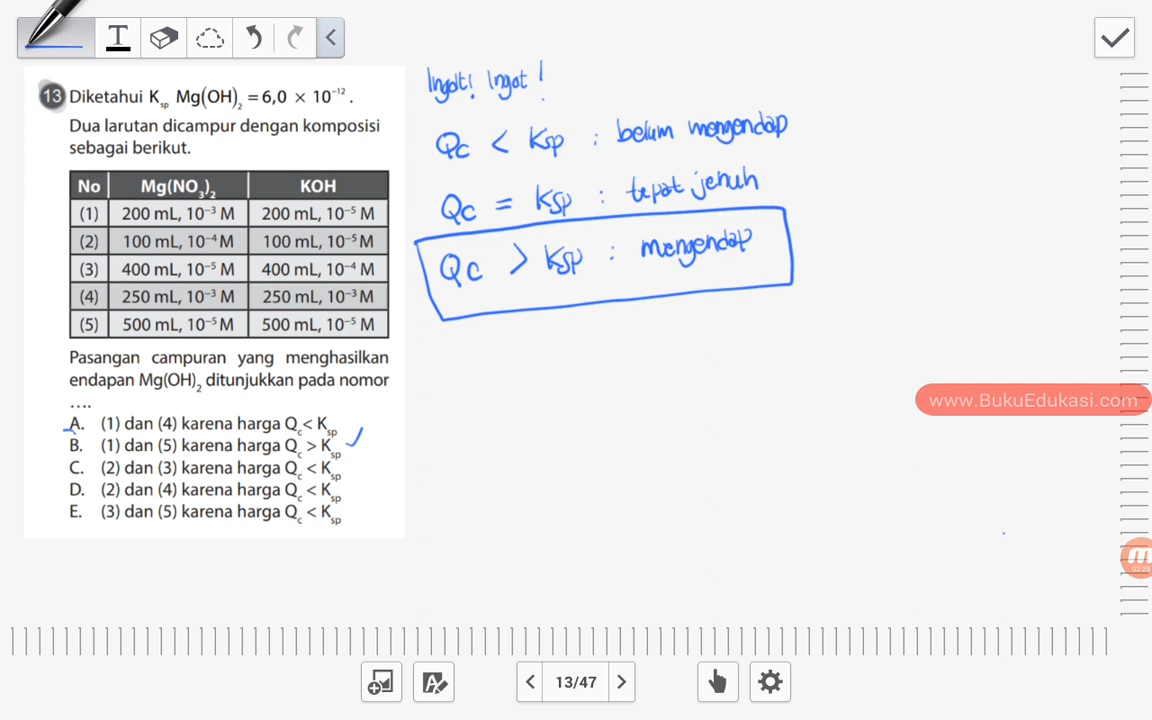 T
13 Diketahui Ksp Mg(OH)2 = 6,0 × 10⁻¹² .
Dua larutan dicampur dengan komposisi
sebagai berikut.
No Mg(NO3)2 KOH
(1) 200 mL, 10⁻³ M 200 mL, 10⁻⁵ M
(2) 100 mL, 10⁻⁴ M 100 mL, 10⁻⁵ M
(3) 400 mL, 10⁻⁵ M 400 mL, 10⁻⁴ M
(4) 250 mL, 10⁻³ M 250 mL, 10⁻³ M
(5) 500 mL, 10⁻⁵ M 500 mL, 10⁻⁵ M
Pasangan campuran yang menghasilkan
endapan Mg(OH)2 ditunjukkan pada nomor
....
A. (1) dan (4) karena harga Qc < Ksp
B. (1) dan (5) karena harga Qc > Ksp
C. (2) dan (3) karena harga Qc < Ksp
D. (2) dan (4) karena harga Qc < Ksp
E. (3) dan (5) karena harga Qc < Ksp
Ingat! Ingat!
Qc < Ksp : belum mengendap
Qc = Ksp : tepat jenuh
Qc > Ksp : mengendap
www.BukuEdukasi.com
13/47